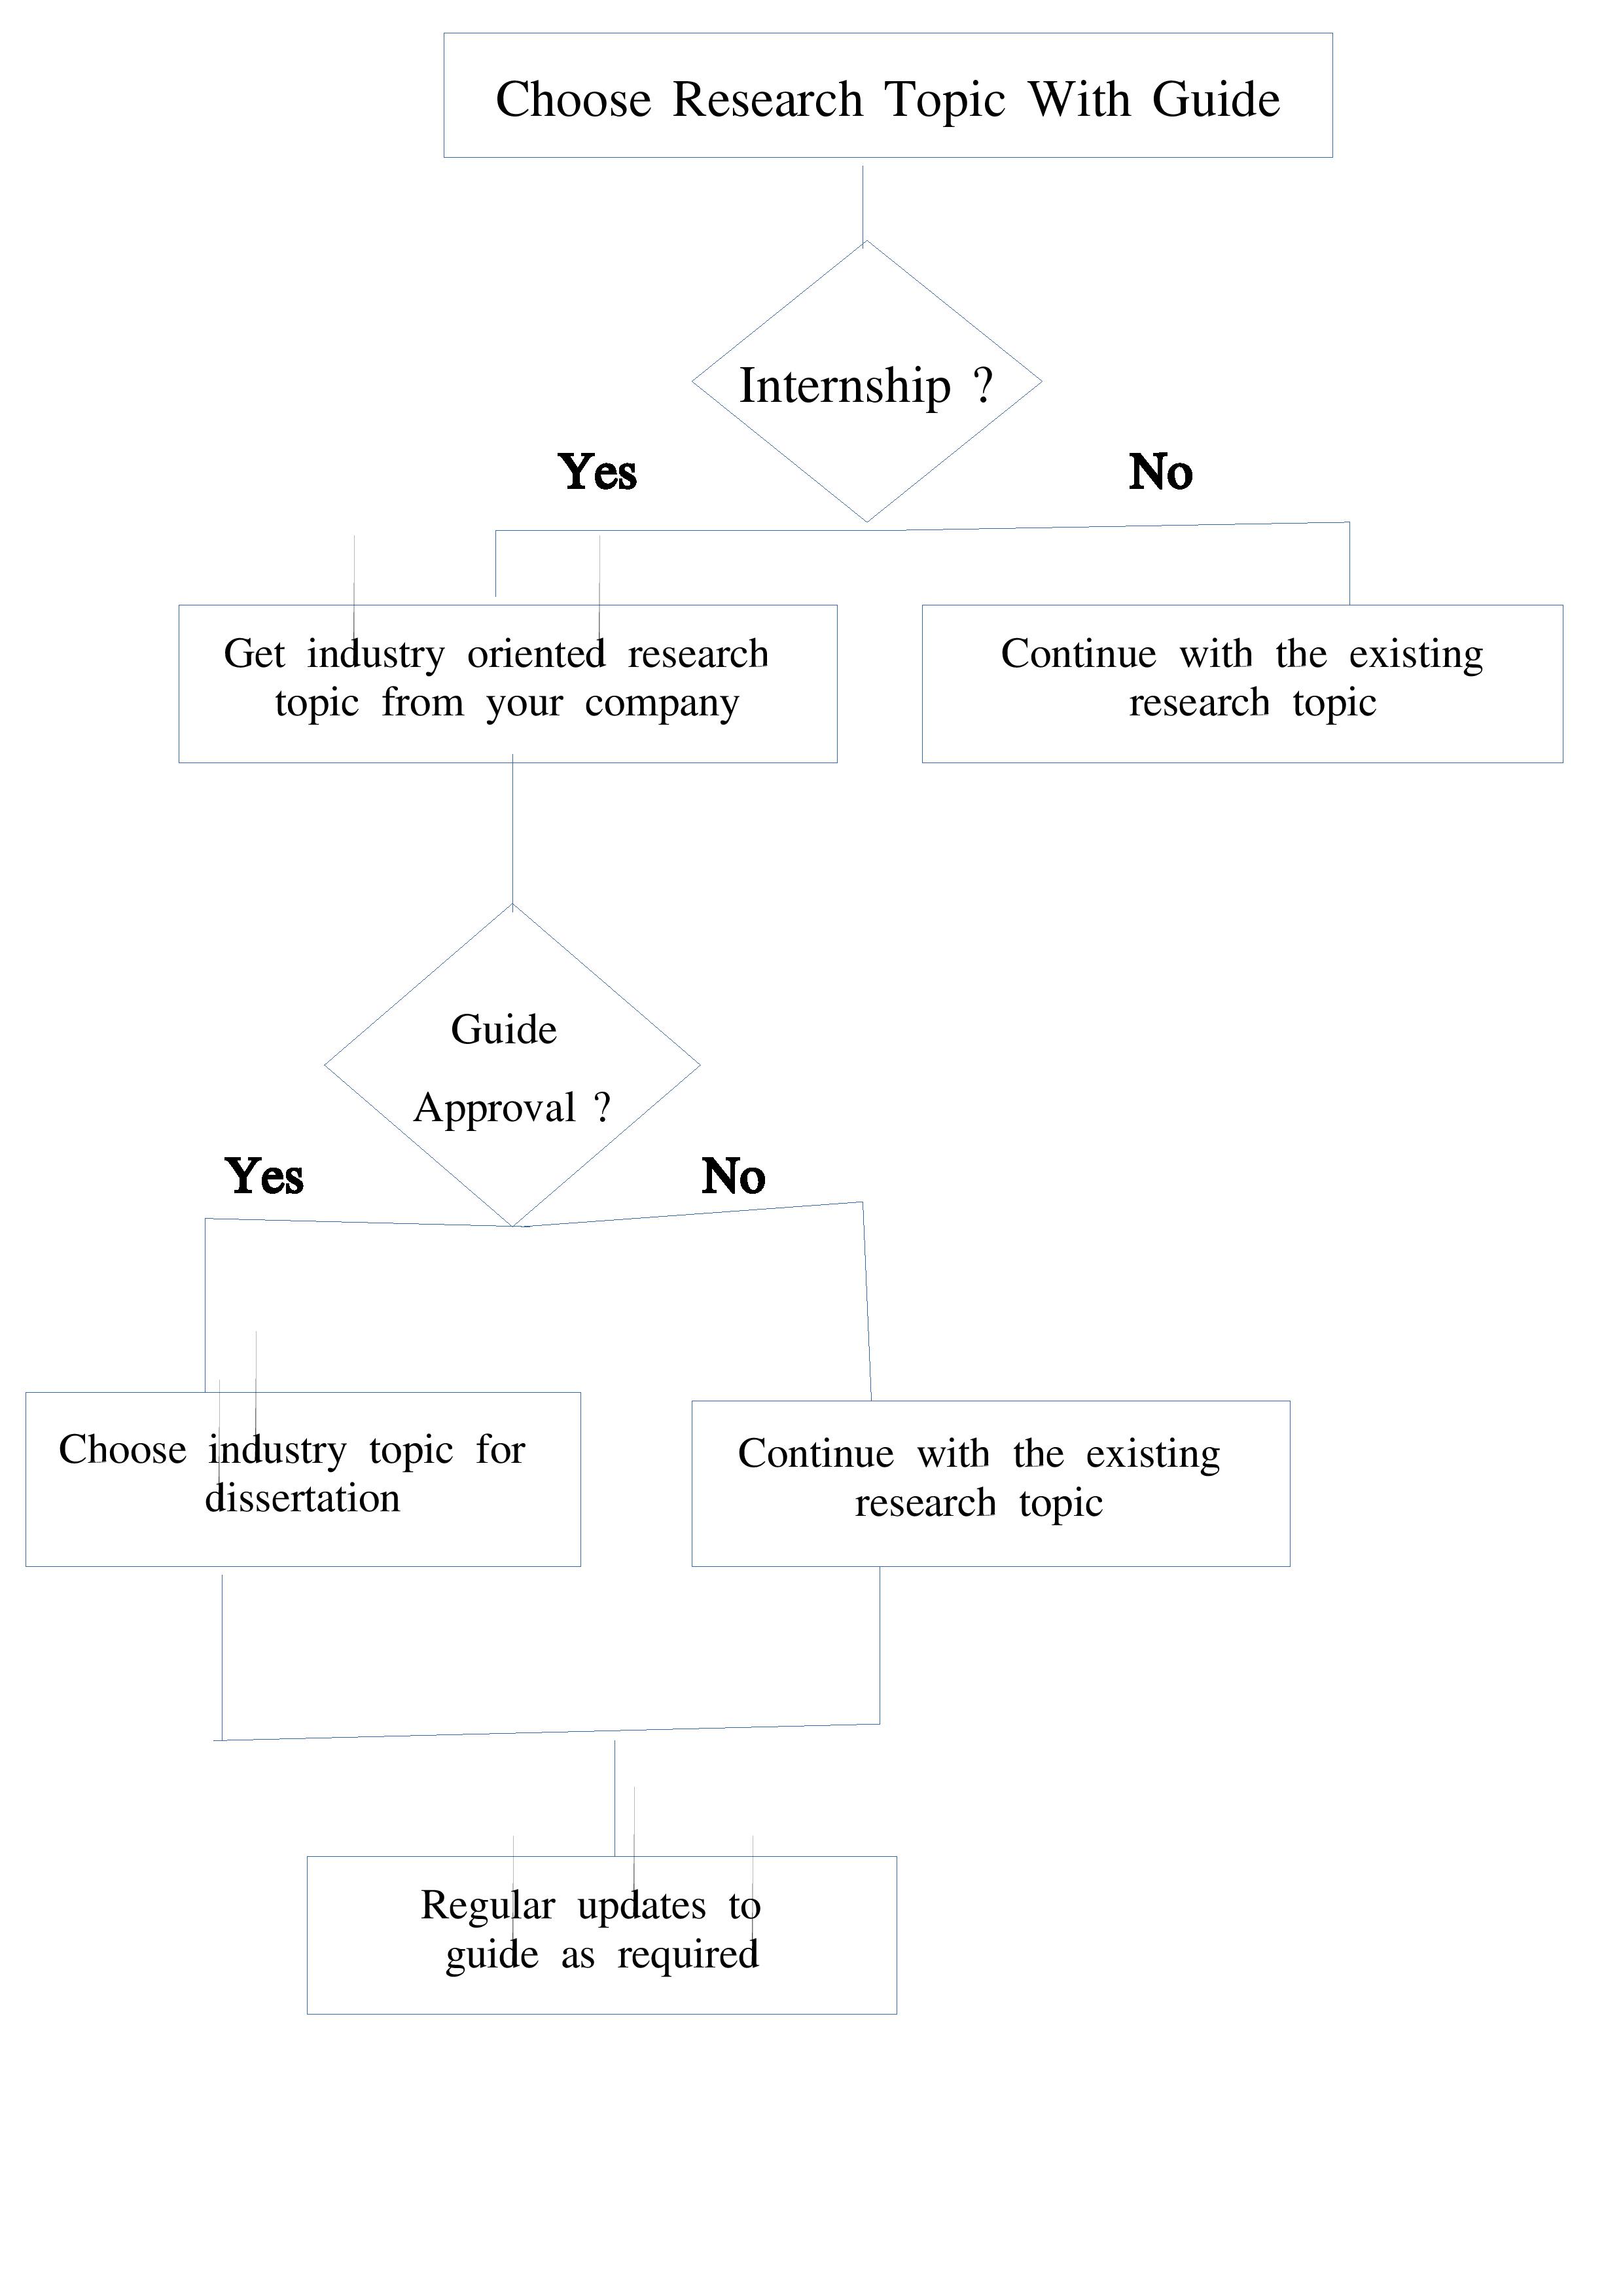 Choose Research Topic With Guide
Internship ?
Yes
No
Get industry oriented research
topic from your company
Continue with the existing
research topic
Guide
Approval ?
Yes
No
Choose industry topic for
dissertation
Continue with the existing
research topic
Regular updates to
guide as required